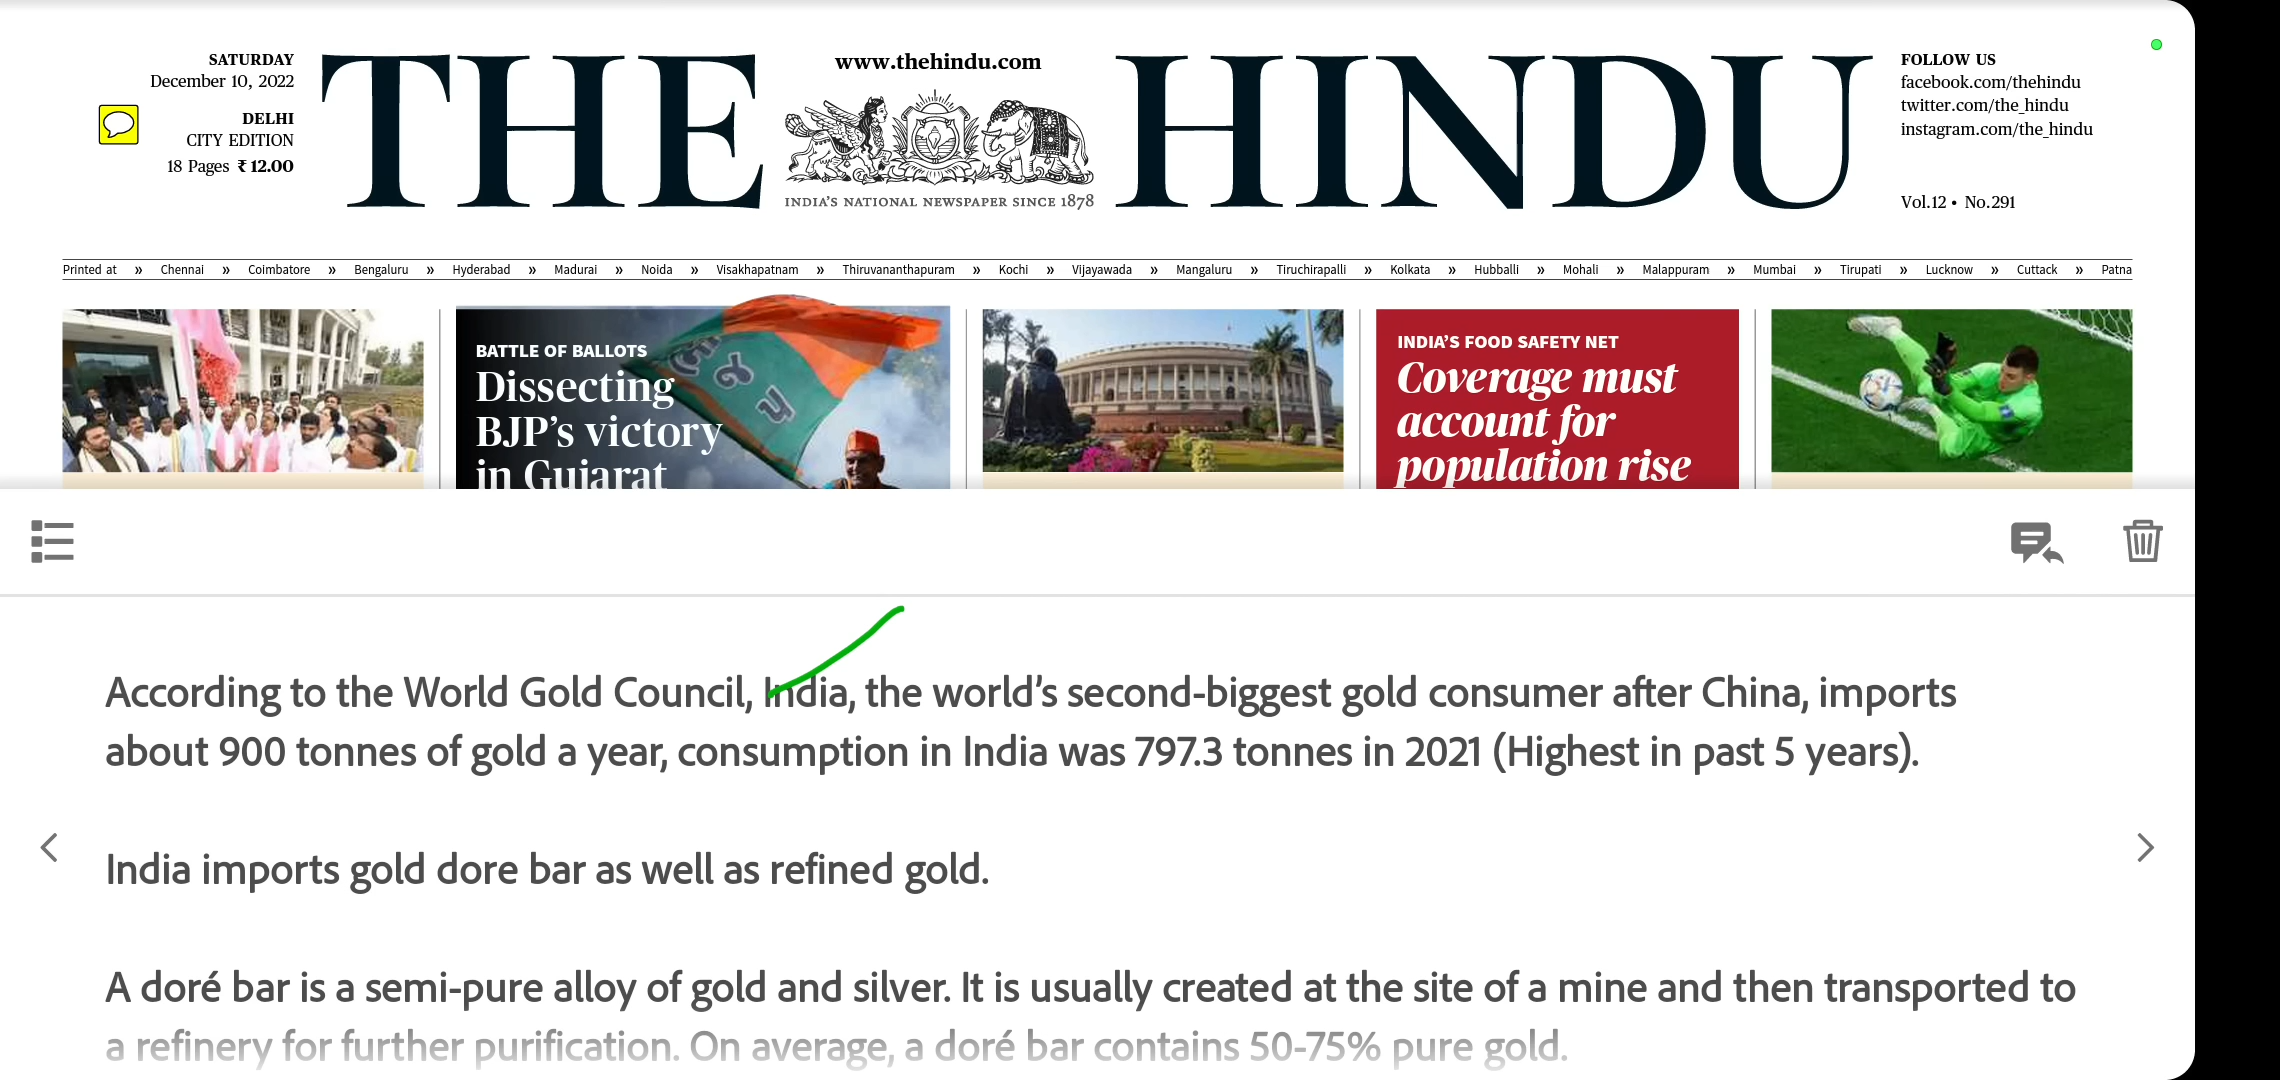 SATURDAY
December 10, 2022
DELHI
CITY EDITION
18 Pages ₹ 12.00
THE HINDU
www.thehindu.com
INDIA'S NATIONAL NEWSPAPER SINCE 1878
FOLLOW US
facebook.com/thehindu
twitter.com/the_hindu
instagram.com/the_hindu
Vol.12 • No.291
Printed at » Chennai » Coimbatore » Bengaluru » Hyderabad » Madurai » Noida » Visakhapatnam » Thiruvananthapuram » Kochi » Vijayawada » Mangaluru » Tiruchirapalli » Kolkata » Hubballi » Mohali » Malappuram » Mumbai » Tirupati » Lucknow » Cuttack » Patna
BATTLE OF BALLOTS
Dissecting
BJP's victory
in Gujarat
INDIA'S FOOD SAFETY NET
Coverage must
account for
population rise
According to the World Gold Council, India, the world's second-biggest gold consumer after China, imports
about 900 tonnes of gold a year, consumption in India was 797.3 tonnes in 2021 (Highest in past 5 years).
India imports gold dore bar as well as refined gold.
A doré bar is a semi-pure alloy of gold and silver. It is usually created at the site of a mine and then transported to
a refinery for further purification. On average, a doré bar contains 50-75% pure gold.